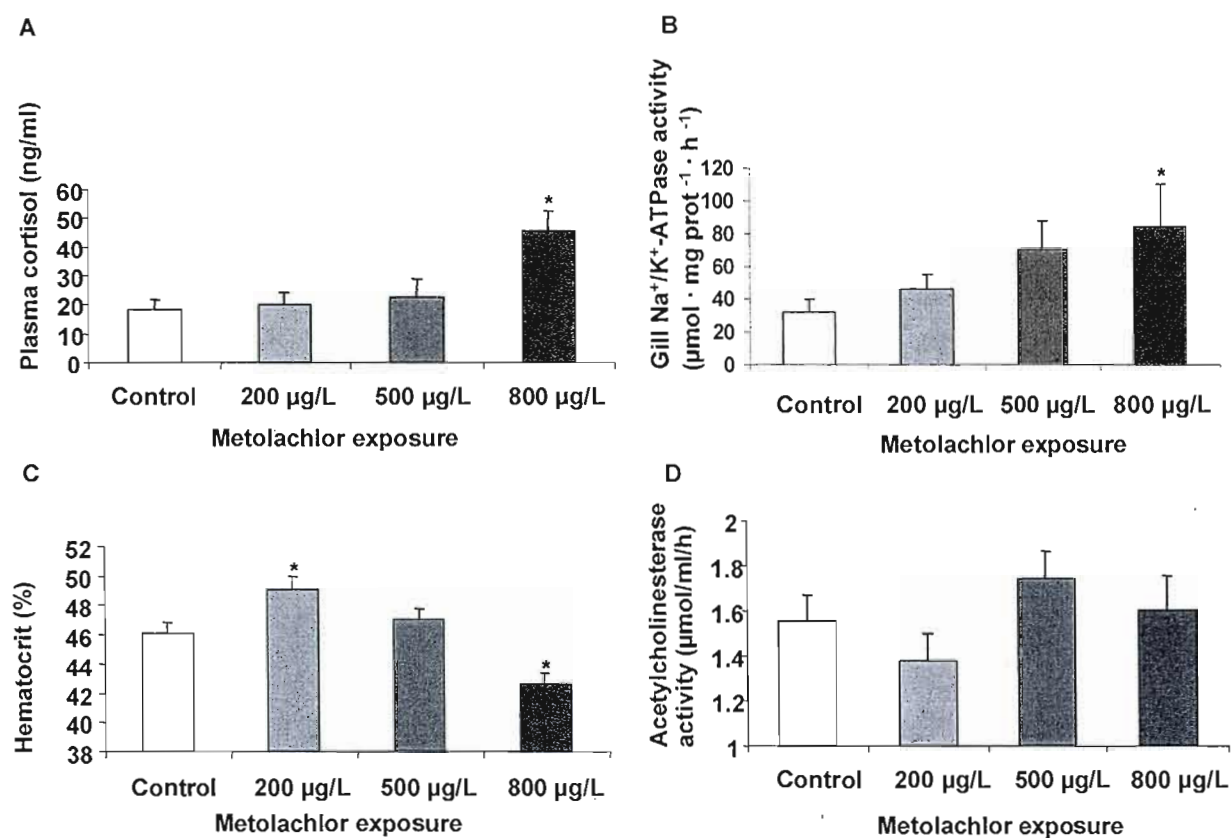 A
Plasma cortisol (ng/ml)
60
50
40
30
20
10
0
*
Control 200 µg/L 500 µg/L 800 µg/L
Metolachlor exposure
B
Gill Na⁺/K⁺-ATPase activity
(µmol · mg prot ⁻¹ · h ⁻¹)
120
100
80
60
40
20
0
*
Control 200 µg/L 500 µg/L 800 µg/L
Metolachlor exposure
C
Hematocrit (%)
52
50
48
46
44
42
40
38
*
*
Control 200 µg/L 500 µg/L 800 µg/L
Metolachlor exposure
D
Acetylcholinesterase
activity (µmol/ml/h)
2
1.8
1.6
1.4
1.2
1
Control 200 µg/L 500 µg/L 800 µg/L
Metolachlor exposure